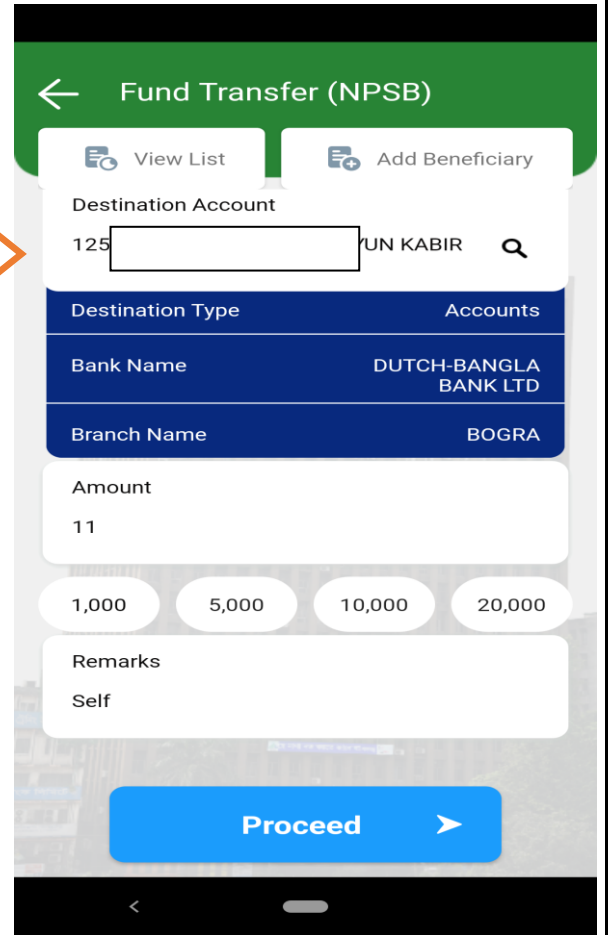 Fund Transfer (NPSB)
View List
Add Beneficiary
Destination Account
125 YUN KABIR
Destination Type Accounts
Bank Name DUTCH-BANGLA
BANK LTD
Branch Name BOGRA
Amount
11
1,000 5,000 10,000 20,000
Remarks
Self
Proceed